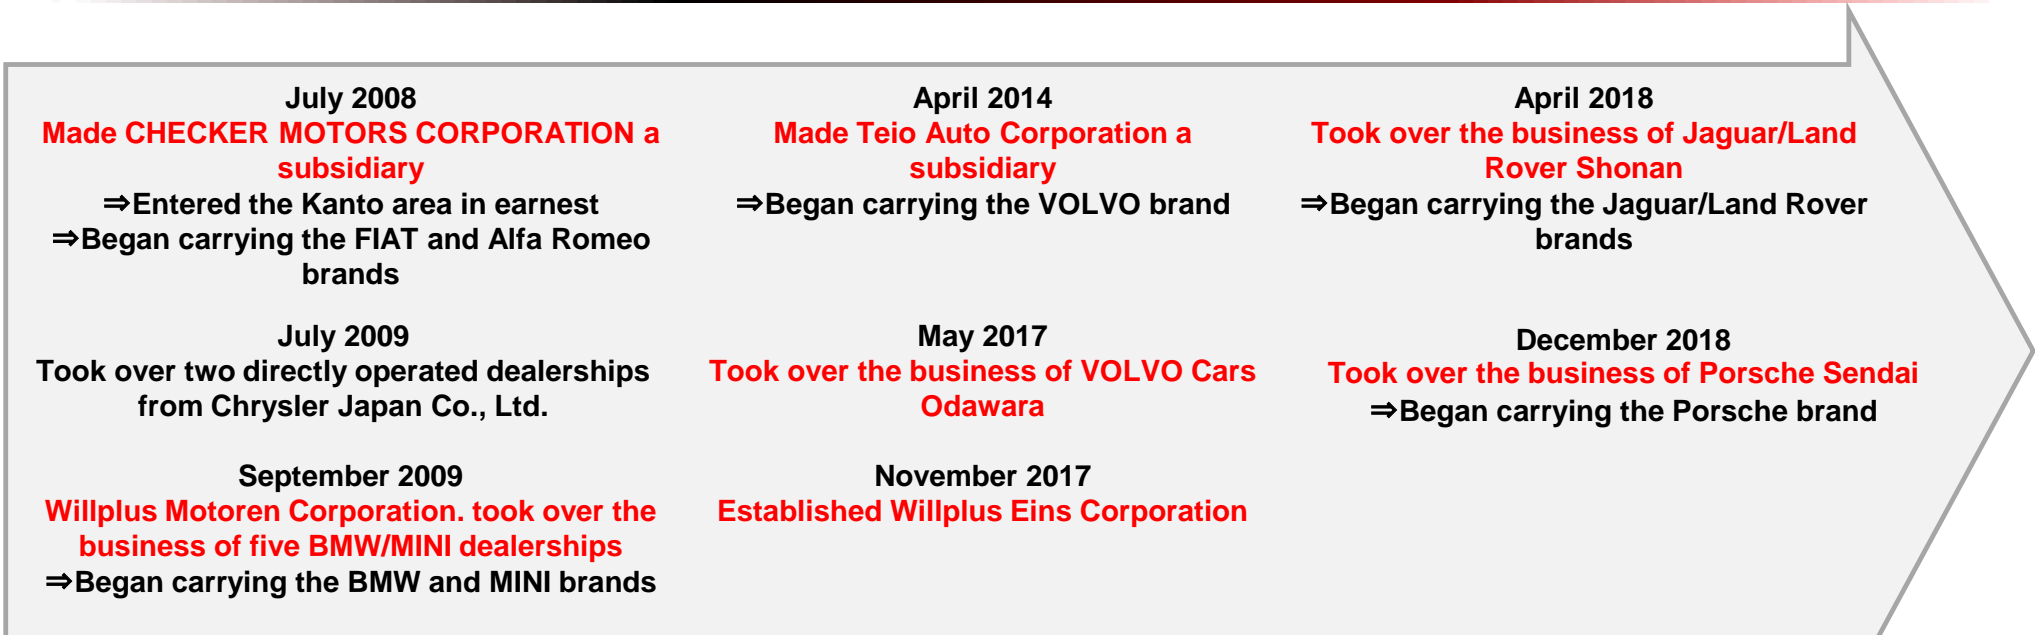 July 2008
Made CHECKER MOTORS CORPORATION a
subsidiary
⇒Entered the Kanto area in earnest
⇒Began carrying the FIAT and Alfa Romeo
brands
July 2009
Took over two directly operated dealerships
from Chrysler Japan Co., Ltd.
September 2009
Willplus Motoren Corporation. took over the
business of five BMW/MINI dealerships
⇒Began carrying the BMW and MINI brands
April 2014
Made Teio Auto Corporation a
subsidiary
⇒Began carrying the VOLVO brand
May 2017
Took over the business of VOLVO Cars
Odawara
November 2017
Established Willplus Eins Corporation
April 2018
Took over the business of Jaguar/Land
Rover Shonan
⇒Began carrying the Jaguar/Land Rover
brands
December 2018
Took over the business of Porsche Sendai
⇒Began carrying the Porsche brand